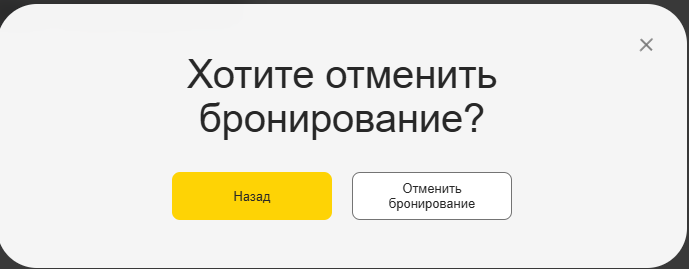 Хотите отменить
бронирование?
Назад
Отменить
бронирование